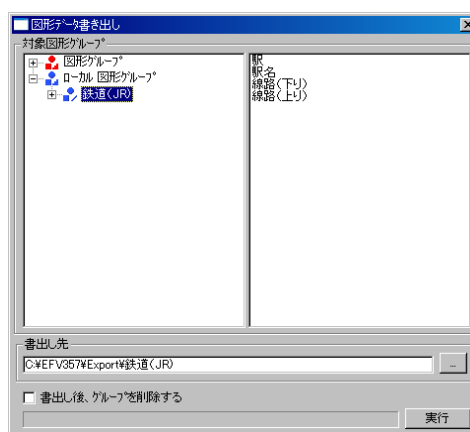 図形データ書き出し
対象図形グループ
図形グループ
ローカル 図形グループ
鉄道(JR)
駅
駅名
線路(下り)
線路(上り)
書出し先
C:¥EFV357¥Export¥鉄道(JR)
...
書出し後、グループを削除する
実行